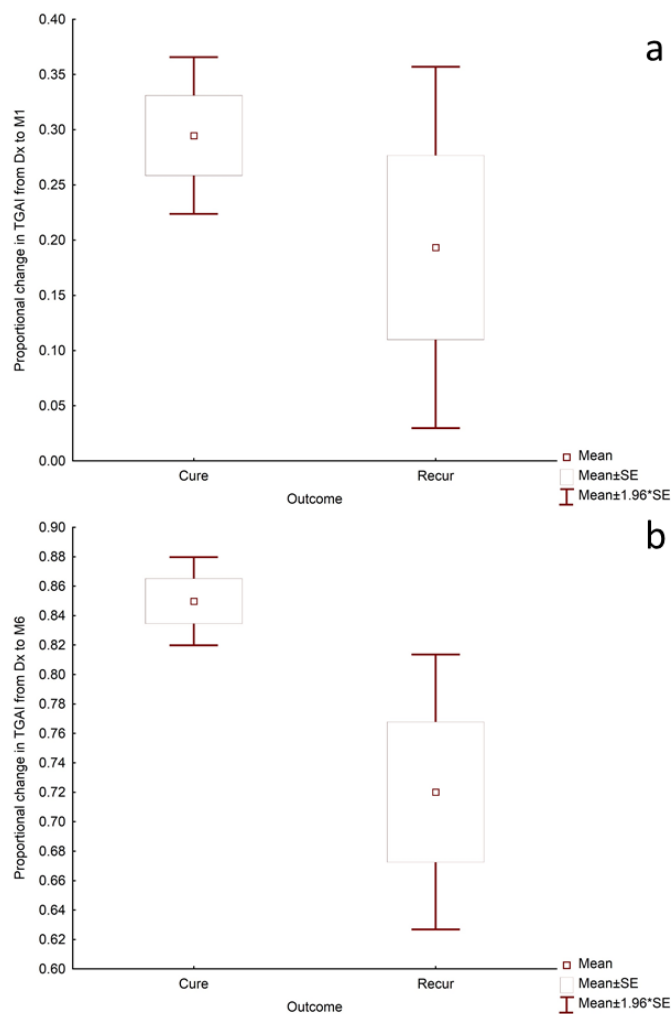 a
Proportional change in TGAI from Dx to M1
0.40
0.35
0.30
0.25
0.20
0.15
0.10
0.05
0.00
Cure Recur
Outcome
Mean
Mean±SE
Mean±1.96*SE
b
Proportional change in TGAI from Dx to M6
0.90
0.88
0.86
0.84
0.82
0.80
0.78
0.76
0.74
0.72
0.70
0.68
0.66
0.64
0.62
0.60
Cure Recur
Outcome
Mean
Mean±SE
Mean±1.96*SE